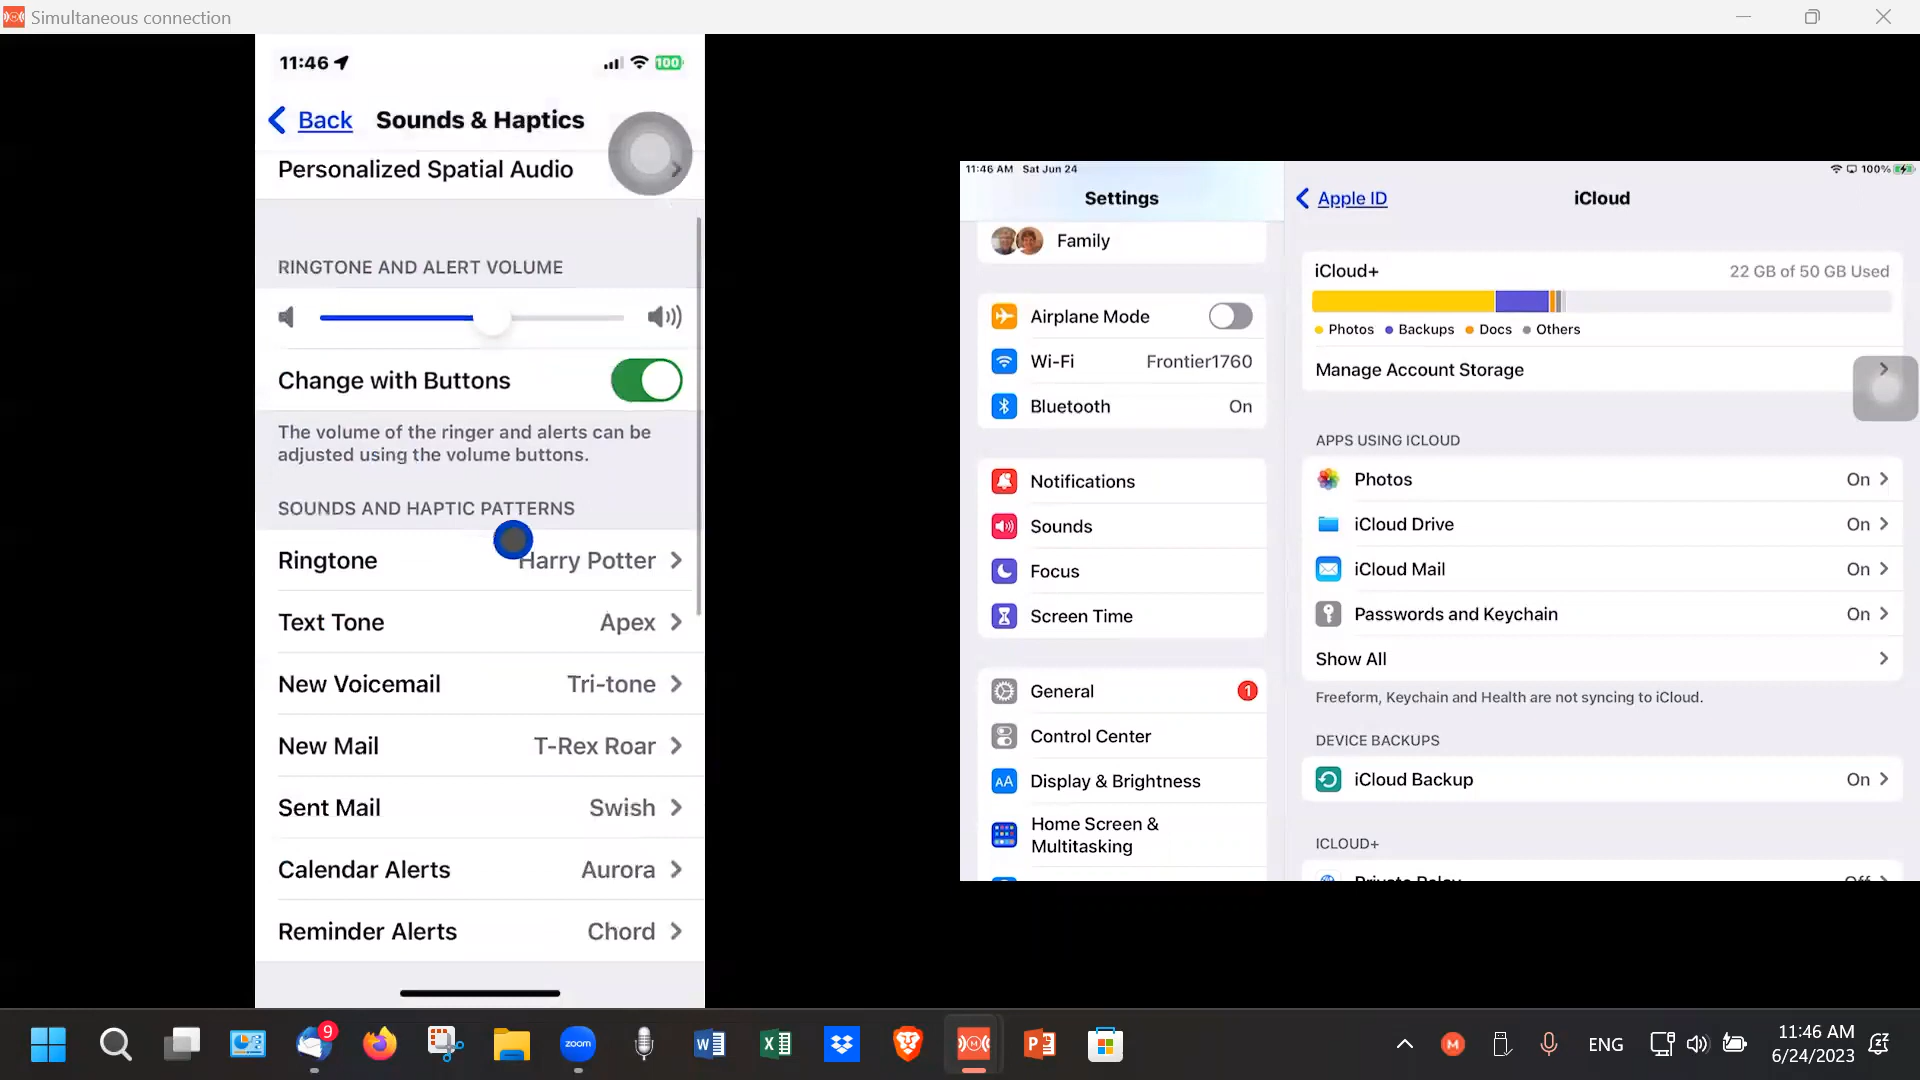 Simultaneous connection
11:46
100
Back
Sounds & Haptics
Personalized Spatial Audio
RINGTONE AND ALERT VOLUME
Change with Buttons
The volume of the ringer and alerts can be
adjusted using the volume buttons.
SOUNDS AND HAPTIC PATTERNS
Ringtone Harry Potter
Text Tone Apex
New Voicemail Tri-tone
New Mail T-Rex Roar
Sent Mail Swish
Calendar Alerts Aurora
Reminder Alerts Chord
11:46 AM Sat Jun 24
100%
Settings
Family
Airplane Mode
Wi-Fi Frontier1760
Bluetooth On
Notifications
Sounds
Focus
Screen Time
General 1
Control Center
AA Display & Brightness
Home Screen &
Multitasking
Apple ID
iCloud
iCloud+ 22 GB of 50 GB Used
Photos Backups Docs Others
Manage Account Storage
APPS USING ICLOUD
Photos On
iCloud Drive On
iCloud Mail On
Passwords and Keychain On
Show All
Freeform, Keychain and Health are not syncing to iCloud.
DEVICE BACKUPS
iCloud Backup On
ICLOUD+
Private Relay Off
9
zoom
ENG
11:46 AM
6/24/2023